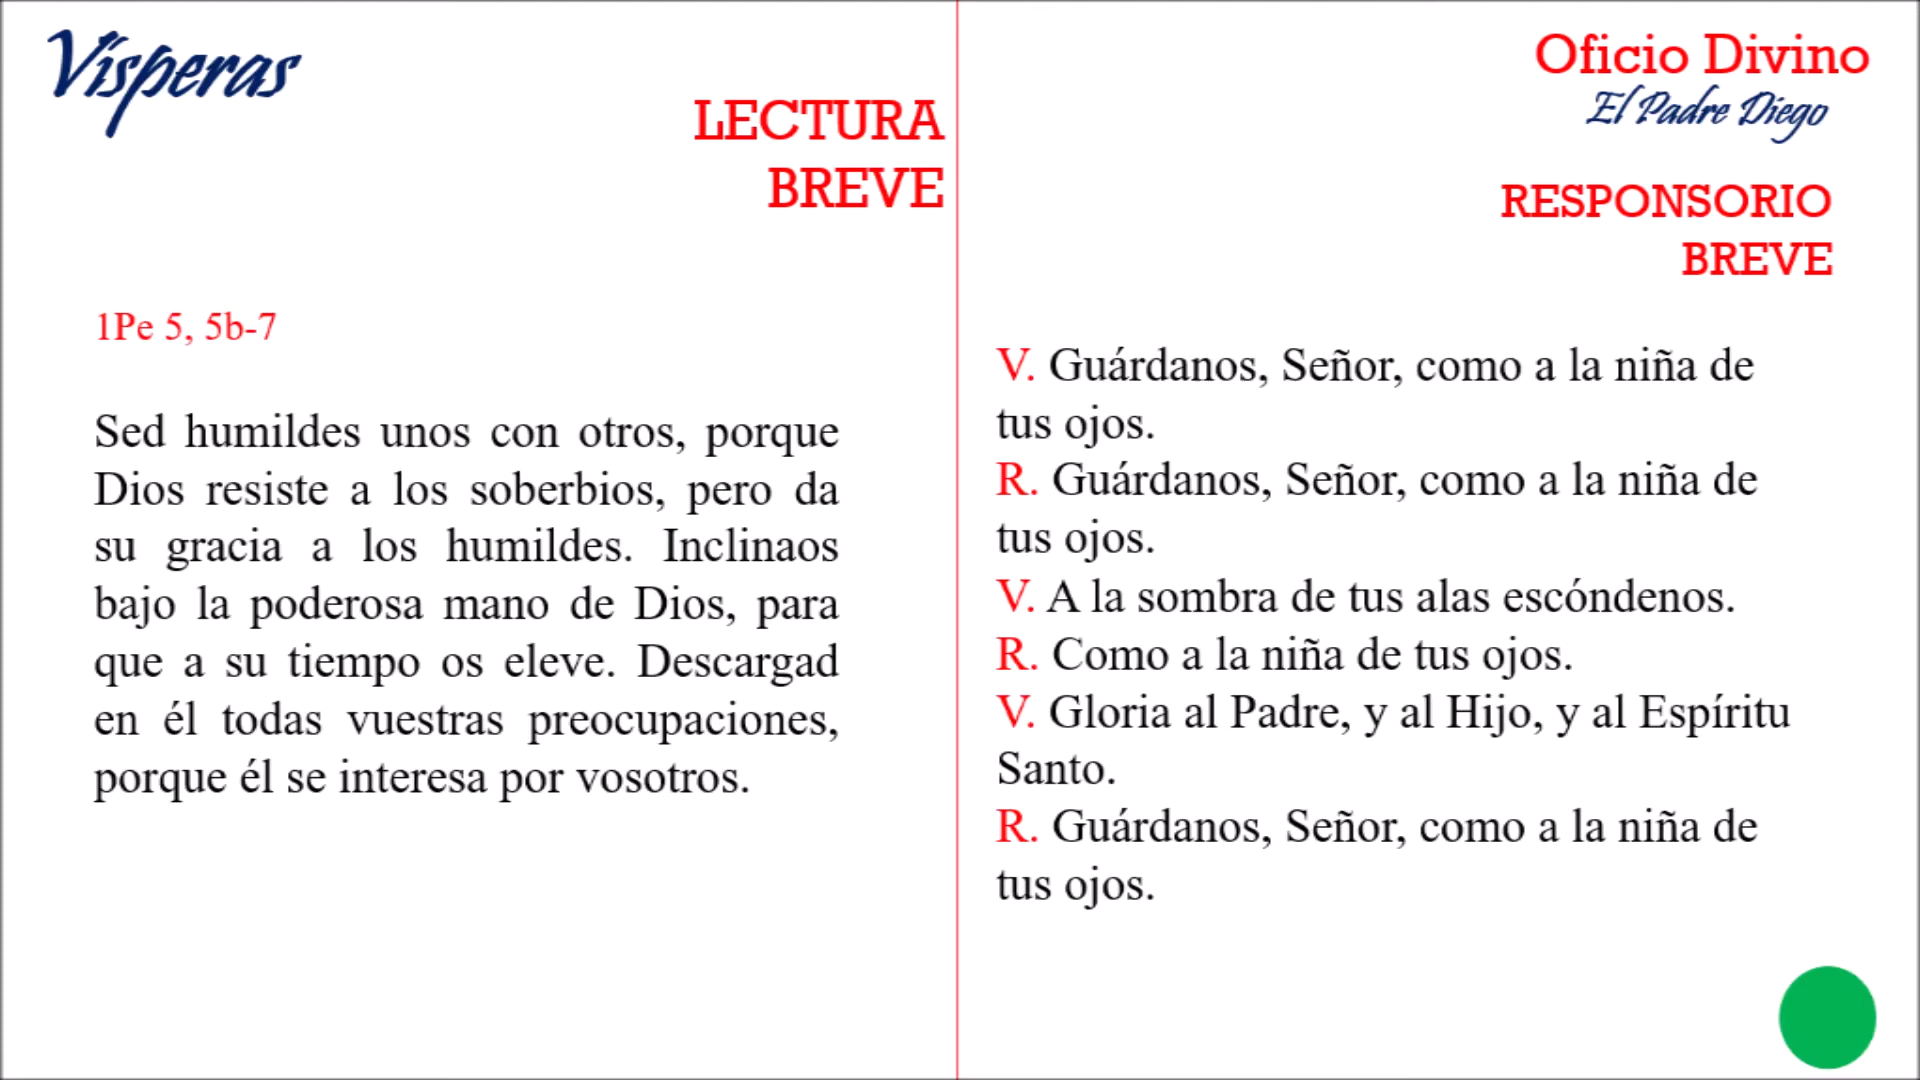 Vísperas
LECTURA
BREVE
1Pe 5, 5b-7
Sed humildes unos con otros, porque
Dios resiste a los soberbios, pero da
su gracia a los humildes. Inclinaos
bajo la poderosa mano de Dios, para
que a su tiempo os eleve. Descargad
en él todas vuestras preocupaciones,
porque él se interesa por vosotros.
Oficio Divino
El Padre Diego
RESPONSORIO
BREVE
V. Guárdanos, Señor, como a la niña de
tus ojos.
R. Guárdanos, Señor, como a la niña de
tus ojos.
V. A la sombra de tus alas escóndenos.
R. Como a la niña de tus ojos.
V. Gloria al Padre, y al Hijo, y al Espíritu
Santo.
R. Guárdanos, Señor, como a la niña de
tus ojos.